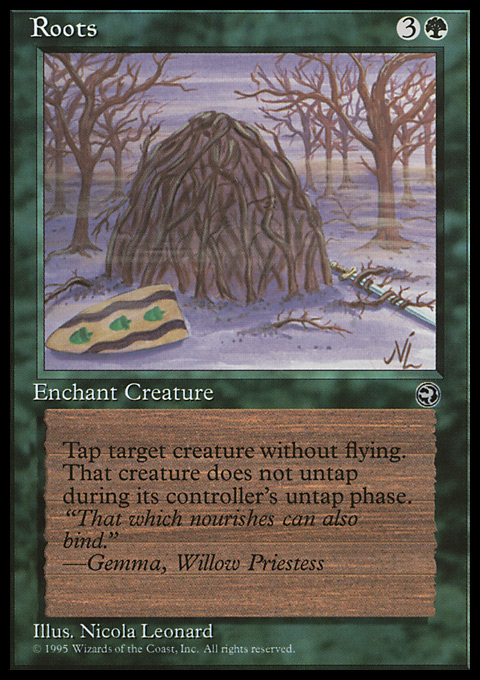 Roots 3
NL
Enchant Creature
Tap target creature without flying.
That creature does not untap
during its controller's untap phase.
“That which nourishes can also
bind.”
—Gemma, Willow Priestess
Illus. Nicola Leonard
© 1995 Wizards of the Coast, Inc. All rights reserved.